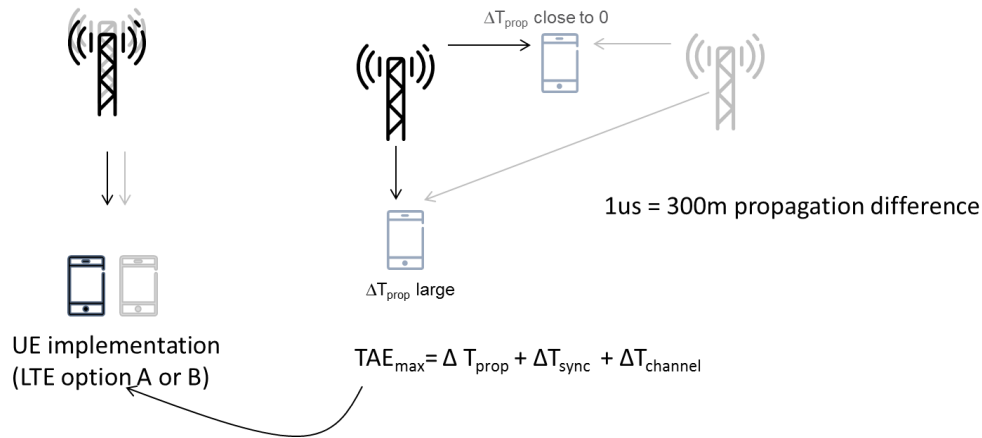 ΔTprop close to 0
1us = 300m propagation difference
ΔTprop large
UE implementation
(LTE option A or B)
TAEmax= Δ Tprop + ΔTsync + ΔTchannel